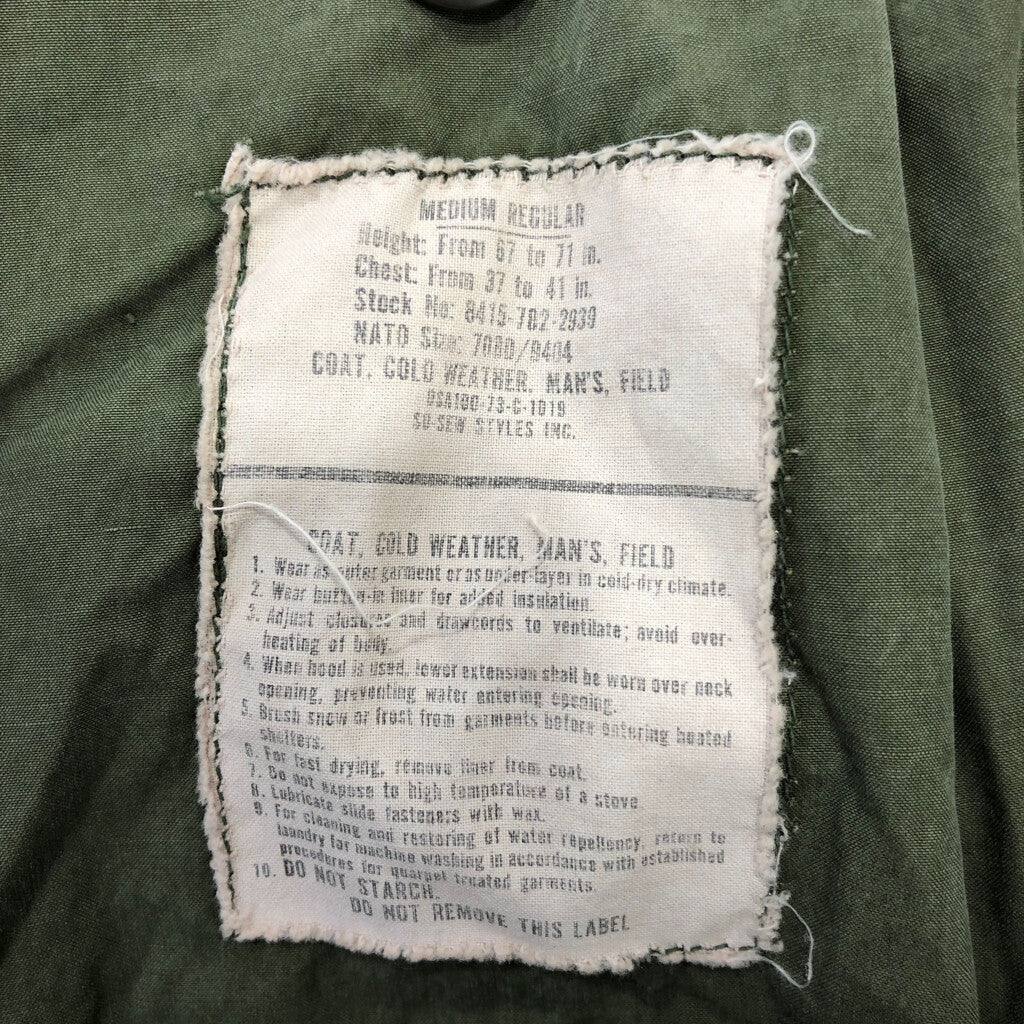 MEDIUM REGULAR
Height: From 67 to 71 in.
Chest: From 37 to 41 in.
Stock No: 8415-782-2939
NATO Size: 7080/9404
COAT, COLD WEATHER, MAN'S, FIELD
DSA100-73-C-1019
SO-SEW STYLES INC.
COAT, COLD WEATHER, MAN'S, FIELD
1. Wear as outer garment or as under-layer in cold-dry climate.
2. Wear button-in liner for added insulation.
3. Adjust closures and drawcords to ventilate; avoid over-
heating of body.
4. When hood is used, lower extension shall be worn over neck
opening, preventing water entering opening.
5. Brush snow or frost from garments before entering heated
shelters.
6. For fast drying, remove liner from coat.
7. Do not expose to high temperature of a stove
8. Lubricate slide fasteners with wax.
9. For cleaning and restoring of water repellency, return to
laundry for machine washing in accordance with established
procedures for quarpel treated garments.
10. DO NOT STARCH.
DO NOT REMOVE THIS LABEL